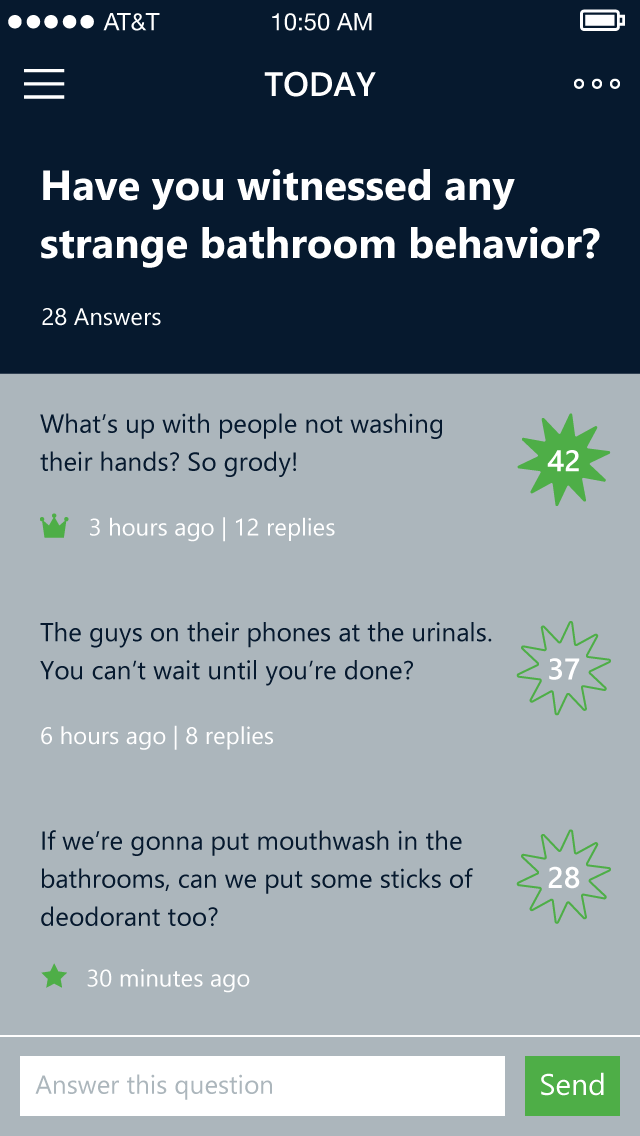 AT&T 10:50 AM
TODAY
Have you witnessed any
strange bathroom behavior?
28 Answers
What’s up with people not washing
their hands? So grody!
42
3 hours ago | 12 replies
The guys on their phones at the urinals.
You can’t wait until you’re done?
37
6 hours ago | 8 replies
If we’re gonna put mouthwash in the
bathrooms, can we put some sticks of
deodorant too?
28
30 minutes ago
Answer this question
Send